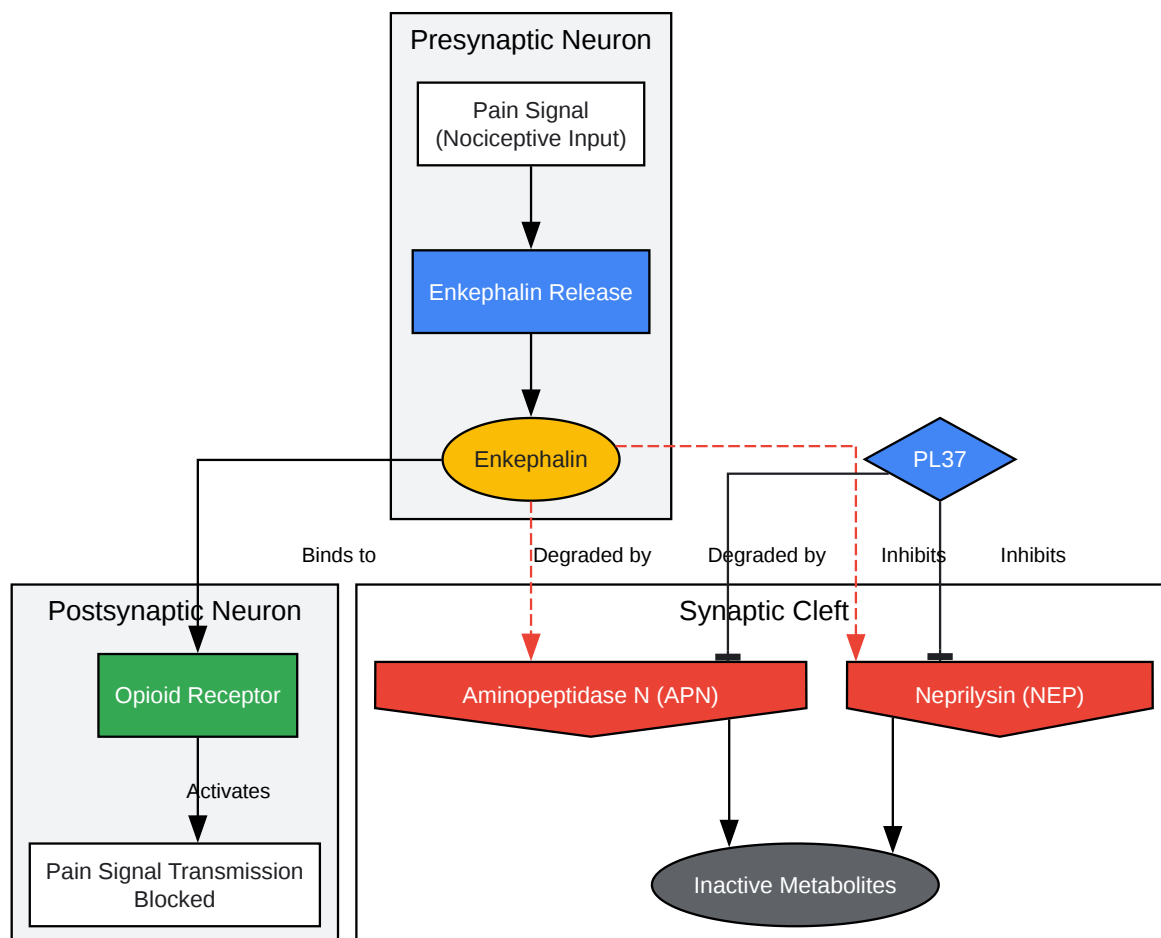 Presynaptic Neuron
Pain Signal
(Nociceptive Input)
Enkephalin Release
Enkephalin
PL37
Binds to
Degraded by
Degraded by
Inhibits
Inhibits
Postsynaptic Neuron
Synaptic Cleft
Opioid Receptor
Aminopeptidase N (APN)
Neprilysin (NEP)
Activates
Pain Signal Transmission
Blocked
Inactive Metabolites